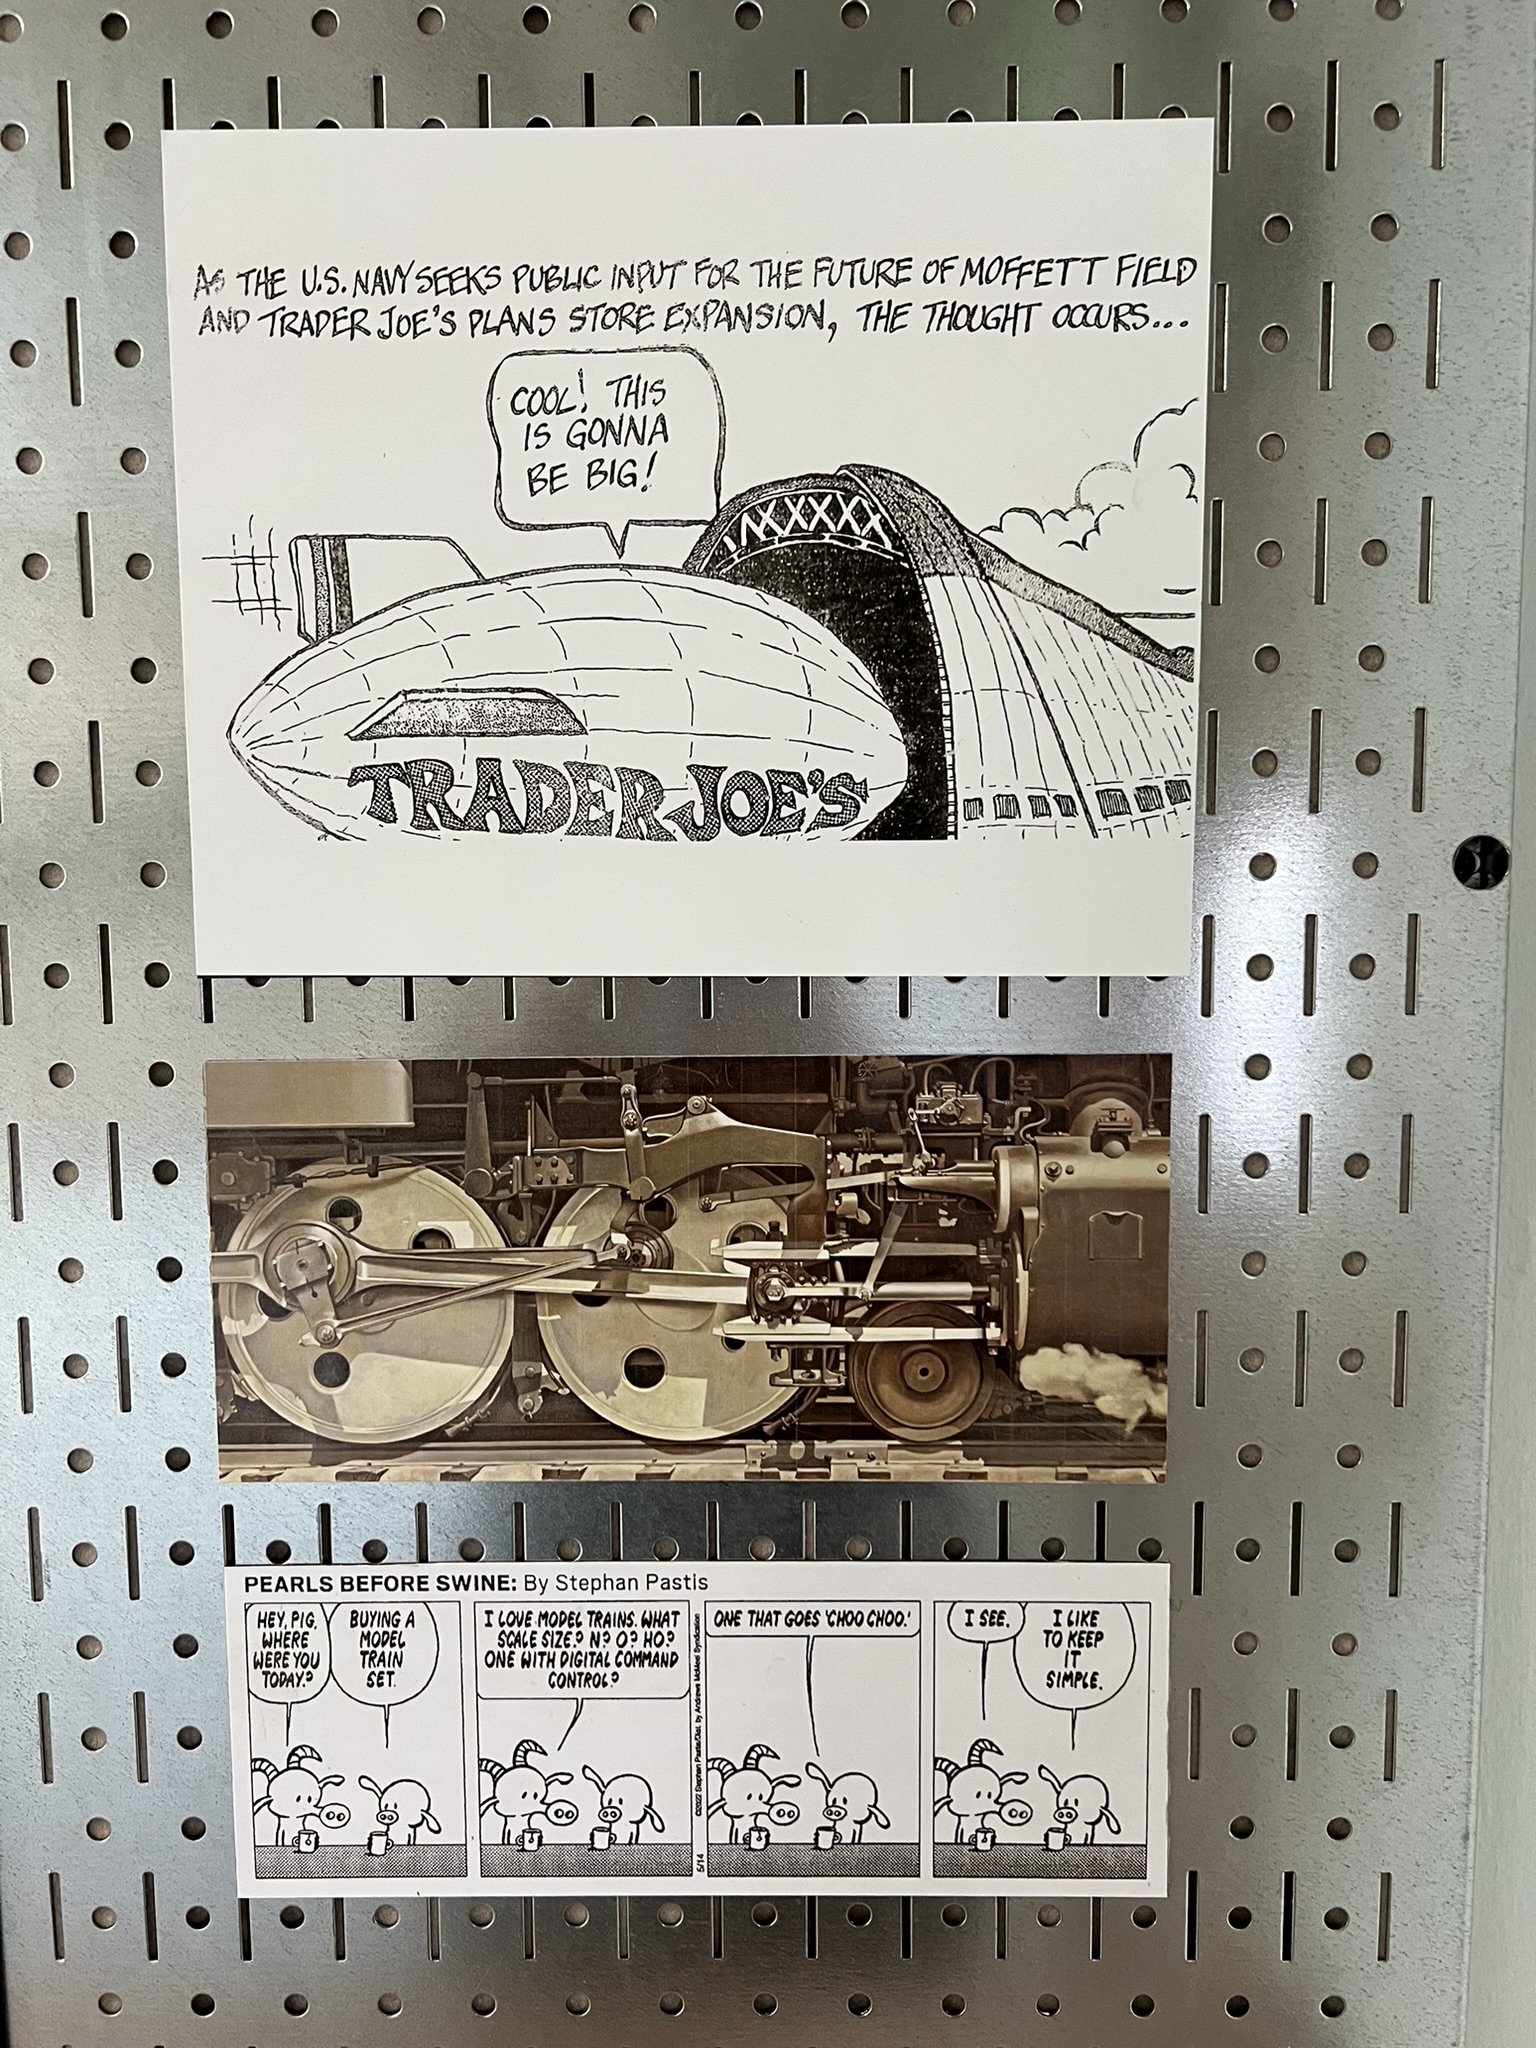 AS THE U.S. NAVY SEEKS PUBLIC INPUT FOR THE FUTURE OF MOFFETT FIELD
AND TRADER JOE'S PLANS STORE EXPANSION, THE THOUGHT OCCURS...
COOL! THIS
IS GONNA
BE BIG!
TRADER JOE'S
PEARLS BEFORE SWINE: By Stephan Pastis
HEY, PIG.
WHERE
WERE YOU
TODAY?
BUYING A
MODEL
TRAIN
SET.
I LOVE MODEL TRAINS. WHAT
SCALE SIZE? N? O? HO?
ONE WITH DIGITAL COMMAND
CONTROL?
5/14 ©2022 Stephan Pastis/Dist. by Andrews McMeel Syndication
ONE THAT GOES 'CHOO CHOO.'
I SEE.
I LIKE
TO KEEP
IT
SIMPLE.